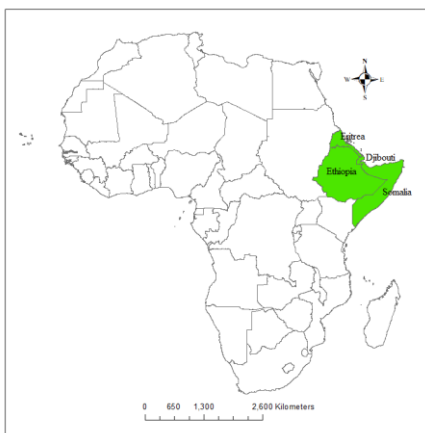 N
W E
S
Eritrea
Djibouti
Ethiopia
Somalia
0 650 1,300 2,600 Kilometers